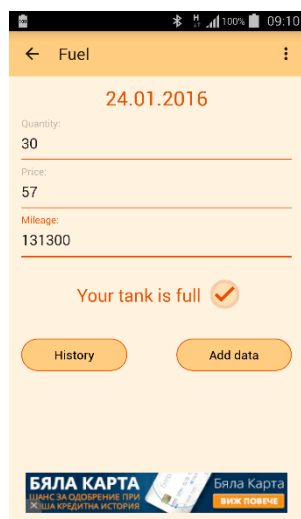 100% 09:10
Fuel
24.01.2016
Quantity:
30
Price:
57
Mileage:
131300
Your tank is full
History
Add data
БЯЛА КАРТА
ШАНС ЗА ОДОБРЕНИЕ ПРИ
ЛОША КРЕДИТНА ИСТОРИЯ
Бяла Карта
ВИЖ ПОВЕЧЕ